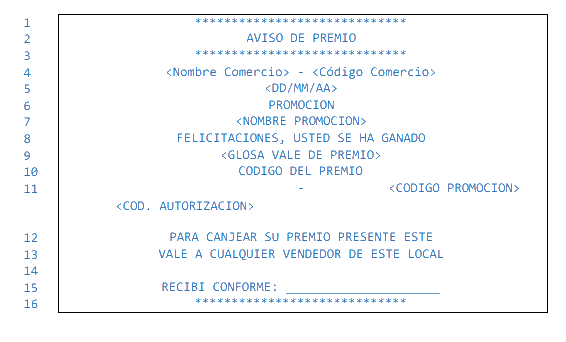 1 ****************************
2 AVISO DE PREMIO
3 ****************************
4 <Nombre Comercio> - <Código Comercio>
5 <DD/MM/AA>
6 PROMOCION
7 <NOMBRE PROMOCION>
8 FELICITACIONES, USTED SE HA GANADO
9 <GLOSA VALE DE PREMIO>
10 CODIGO DEL PREMIO
11 - <CODIGO PROMOCION>
<COD. AUTORIZACION>
12 PARA CANJEAR SU PREMIO PRESENTE ESTE
13 VALE A CUALQUIER VENDEDOR DE ESTE LOCAL
14
15 RECIBI CONFORME: ______________________
16 ****************************